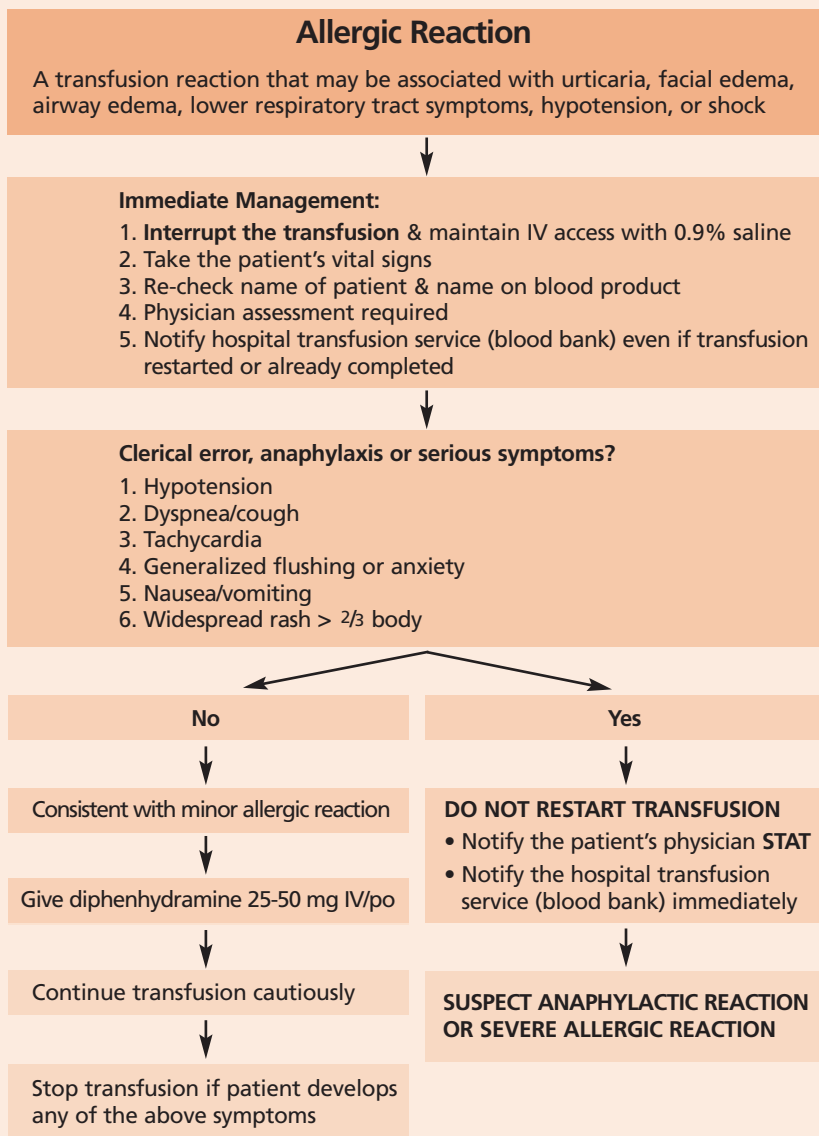 Allergic Reaction
A transfusion reaction that may be associated with urticaria, facial edema,
airway edema, lower respiratory tract symptoms, hypotension, or shock
Immediate Management:
1. Interrupt the transfusion & maintain IV access with 0.9% saline
2. Take the patient’s vital signs
3. Re-check name of patient & name on blood product
4. Physician assessment required
5. Notify hospital transfusion service (blood bank) even if transfusion
restarted or already completed
Clerical error, anaphylaxis or serious symptoms?
1. Hypotension
2. Dyspnea/cough
3. Tachycardia
4. Generalized flushing or anxiety
5. Nausea/vomiting
6. Widespread rash > 2/3 body
No
Consistent with minor allergic reaction
Give diphenhydramine 25-50 mg IV/po
Continue transfusion cautiously
Stop transfusion if patient develops
any of the above symptoms
Yes
DO NOT RESTART TRANSFUSION
• Notify the patient’s physician STAT
• Notify the hospital transfusion
service (blood bank) immediately
SUSPECT ANAPHYLACTIC REACTION
OR SEVERE ALLERGIC REACTION